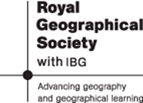 Royal
Geographical
Society
with IBG
Advancing geography
and geographical learning